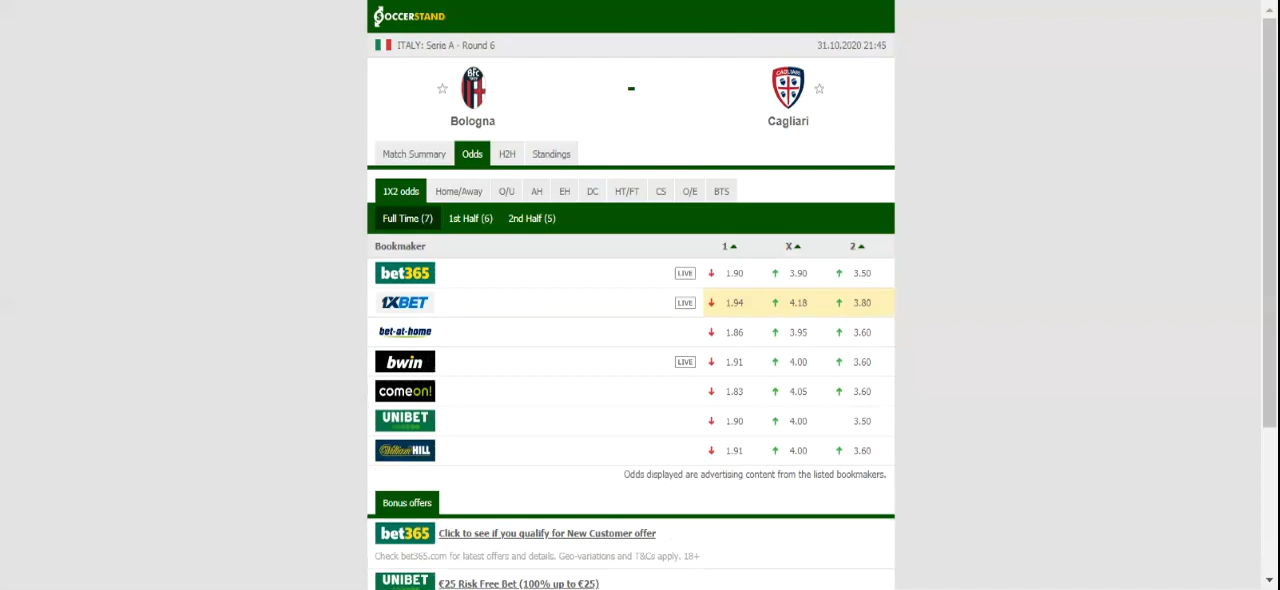 SOCCERSTAND
ITALY: Serie A - Round 6 31.10.2020 21:45
Bologna - Cagliari
Match Summary Odds H2H Standings
1X2 odds Home/Away O/U AH EH DC HT/FT CS O/E BTS
Full Time (7) 1st Half (6) 2nd Half (5)
Bookmaker 1 X 2
bet365 LIVE 1.90 3.90 3.50
1XBET LIVE 1.94 4.18 3.80
bet-at-home 1.86 3.95 3.60
bwin LIVE 1.91 4.00 3.60
comeon! 1.83 4.05 3.60
UNIBET 1.90 4.00 3.50
William HILL 1.91 4.00 3.60
Odds displayed are advertising content from the listed bookmakers.
Bonus offers
bet365 Click to see if you qualify for New Customer offer
Check bet365.com for latest offers and details. Geo-variations and T&Cs apply. 18+
UNIBET €25 Risk Free Bet (100% up to €25)